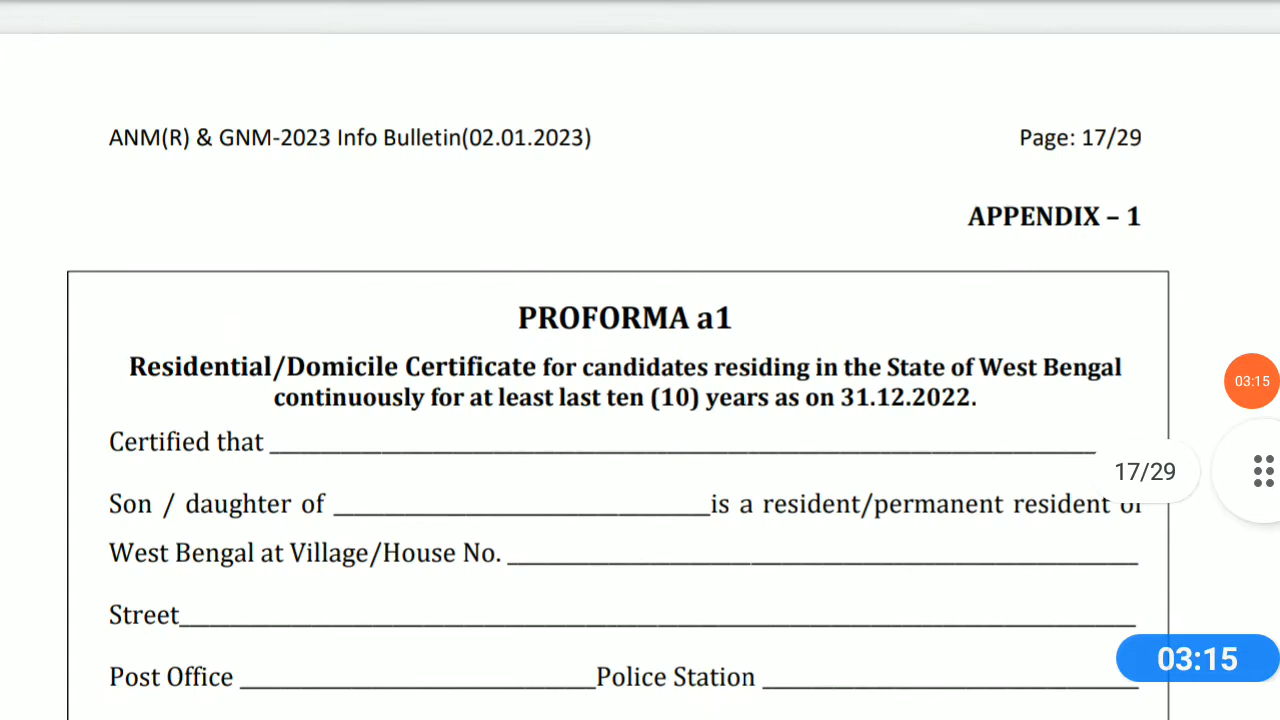 ANM(R) & GNM-2023 Info Bulletin(02.01.2023) Page: 17/29
APPENDIX – 1
PROFORMA a1
Residential/Domicile Certificate for candidates residing in the State of West Bengal
continuously for at least last ten (10) years as on 31.12.2022.
03:15
Certified that
17/29
Son / daughter of is a resident/permanent resident of
West Bengal at Village/House No.
Street
03:15
Post Office Police Station